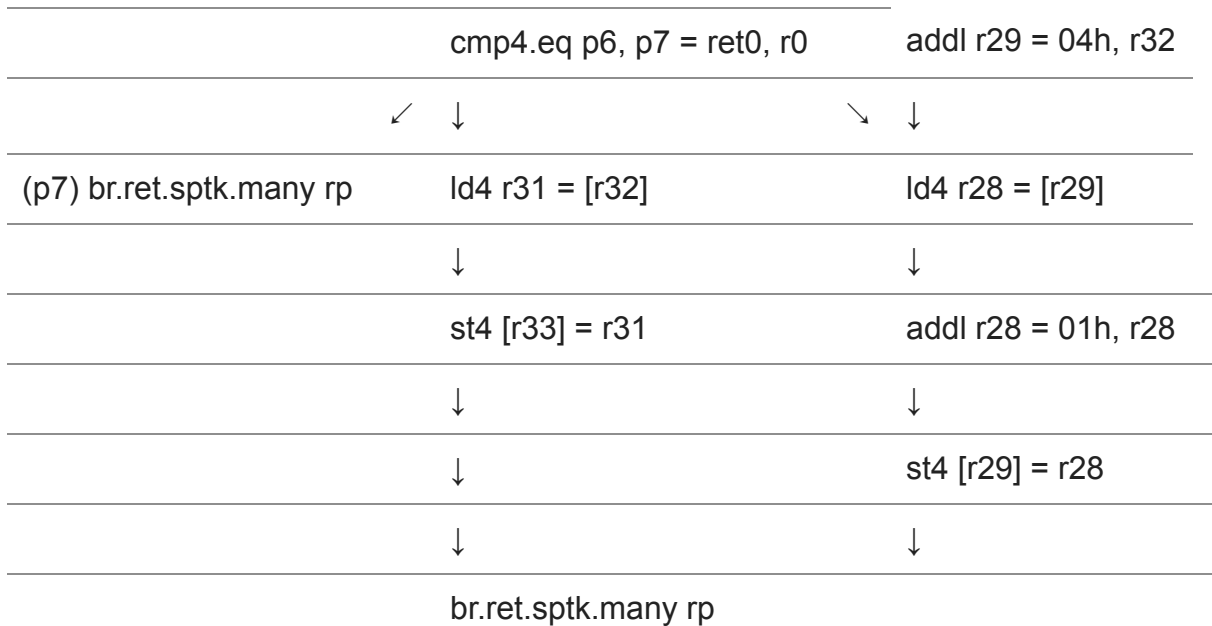 cmp4.eq p6, p7 = ret0, r0 addl r29 = 04h, r32
↙ ↓ ↘ ↓
(p7) br.ret.sptk.many rp ld4 r31 = [r32] ld4 r28 = [r29]
↓ ↓
st4 [r33] = r31 addl r28 = 01h, r28
↓ ↓
↓ st4 [r29] = r28
↓ ↓
br.ret.sptk.many rp